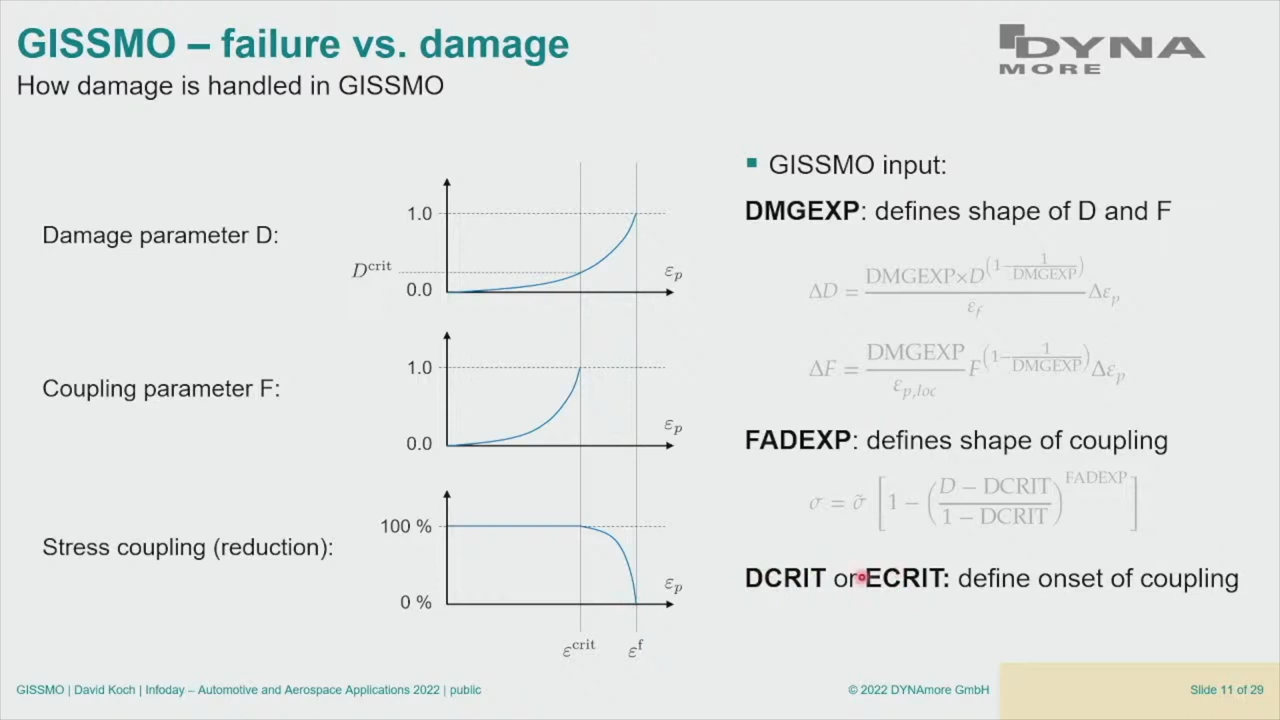 GISSMO – failure vs. damage
How damage is handled in GISSMO
DYNA
MORE
Damage parameter D:
1.0
D^crit
0.0
ε_p
Coupling parameter F:
1.0
0.0
ε_p
Stress coupling (reduction):
100 %
0 %
ε_p
ε^crit
ε^f
GISSMO input:
DMGEXP: defines shape of D and F
ΔD = DMGEXP×D^(1-1/DMGEXP) / ε_f Δε_p
ΔF = DMGEXP / ε_p,loc F^(1-1/DMGEXP) Δε_p
FADEXP: defines shape of coupling
σ = σ̃ [1 − ((D − DCRIT) / (1 − DCRIT))^FADEXP]
DCRIT or ECRIT: define onset of coupling
GISSMO | David Koch | Infoday – Automotive and Aerospace Applications 2022 | public
© 2022 DYNAmore GmbH
Slide 11 of 29